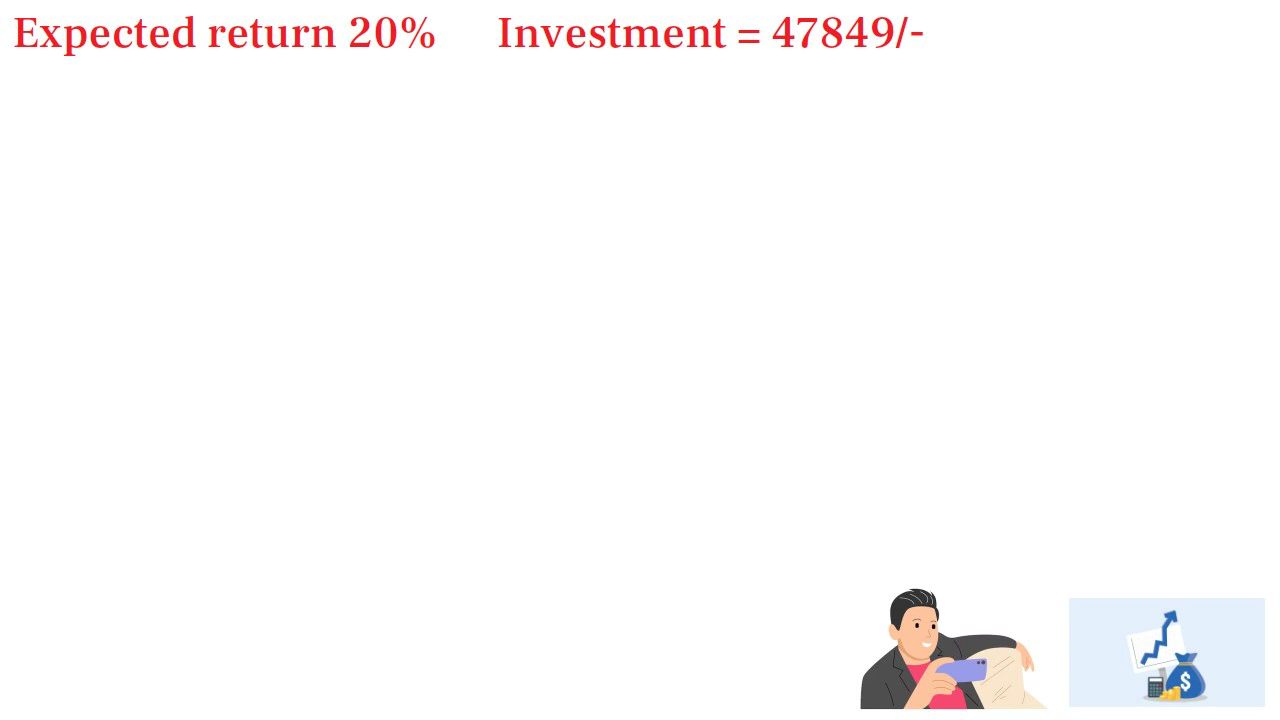 Expected return 20% Investment = 47849/-
$